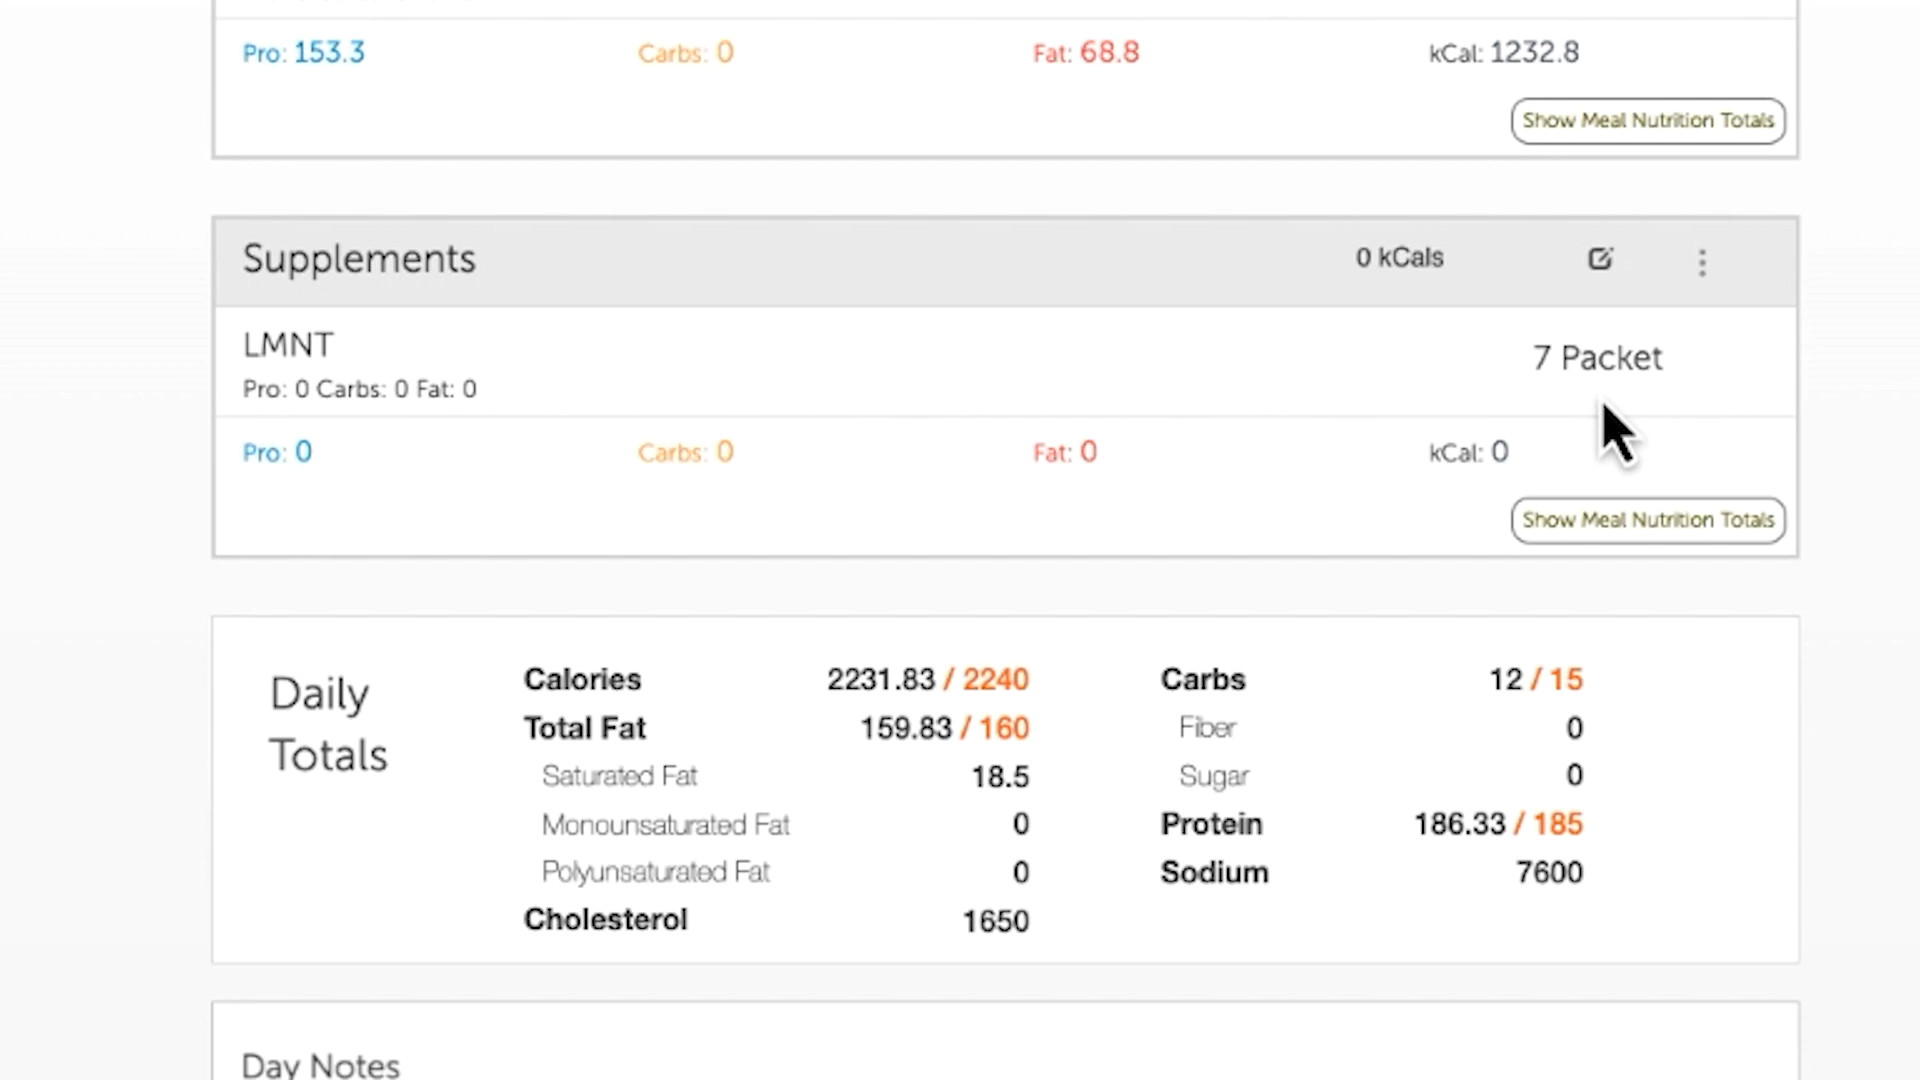 Pro: 153.3 Carbs: 0 Fat: 68.8 kCal: 1232.8
Show Meal Nutrition Totals
Supplements 0 kCals
LMNT 7 Packet
Pro: 0 Carbs: 0 Fat: 0
Pro: 0 Carbs: 0 Fat: 0 kCal: 0
Show Meal Nutrition Totals
Daily Totals
Calories 2231.83 / 2240 Carbs 12 / 15
Total Fat 159.83 / 160 Fiber 0
Saturated Fat 18.5 Sugar 0
Monounsaturated Fat 0 Protein 186.33 / 185
Polyunsaturated Fat 0 Sodium 7600
Cholesterol 1650
Day Notes